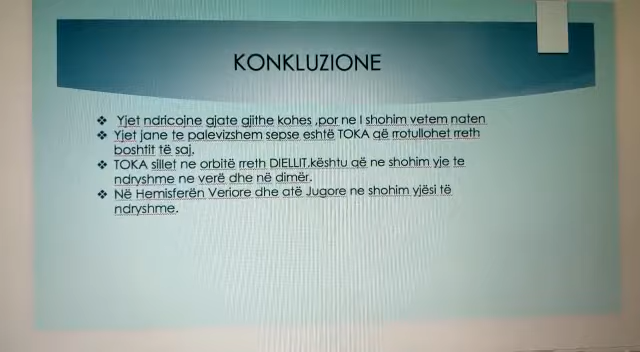 KONKLUZIONE
❖ Yjet ndricojne gjate gjithe kohes ,por ne I shohim vetem naten
❖ Yjet jane te palevizshem sepse eshtë TOKA që rrotullohet rreth
boshtit të saj.
❖ TOKA sillet ne orbitë rreth DIELLIT,kështu që ne shohim yje te
ndryshme ne verë dhe në dimër.
❖ Në Hemisferën Veriore dhe atë Jugore ne shohim yjësi të
ndryshme.